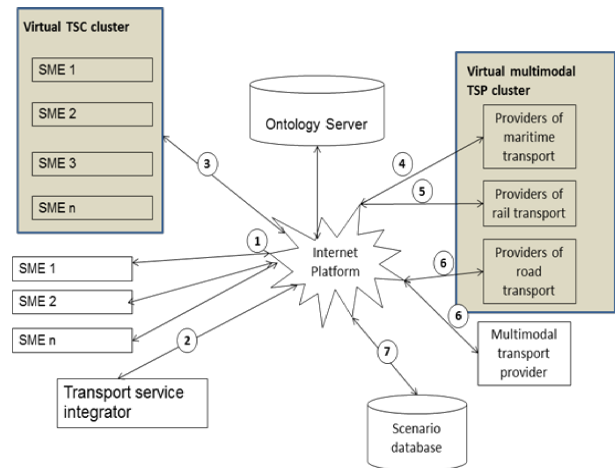 Virtual TSC cluster
SME 1
SME 2
SME 3
SME n
Ontology Server
Virtual multimodal
TSP cluster
Providers of
maritime
transport
Providers of
rail transport
Providers of
road
transport
3
4
5
1
6
6
2
7
Internet
Platform
SME 1
SME 2
SME n
Transport service
integrator
Multimodal
transport
provider
Scenario
database